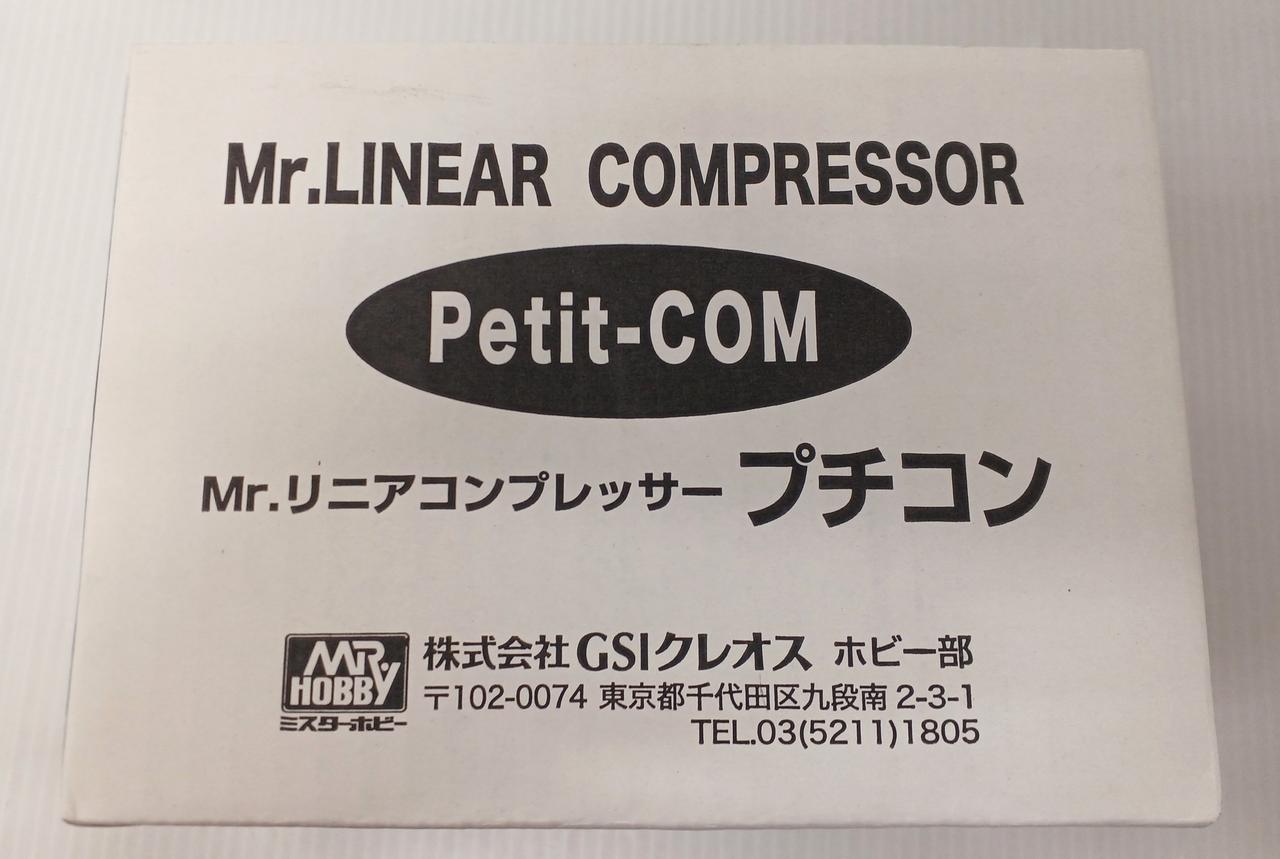 Mr.LINEAR COMPRESSOR
Petit-COM
Mr.リニアコンプレッサー プチコン
MR.HOBBY
ミスターホビー
株式会社GSIクレオス ホビー部
〒102-0074 東京都千代田区九段南 2-3-1
TEL.03(5211)1805